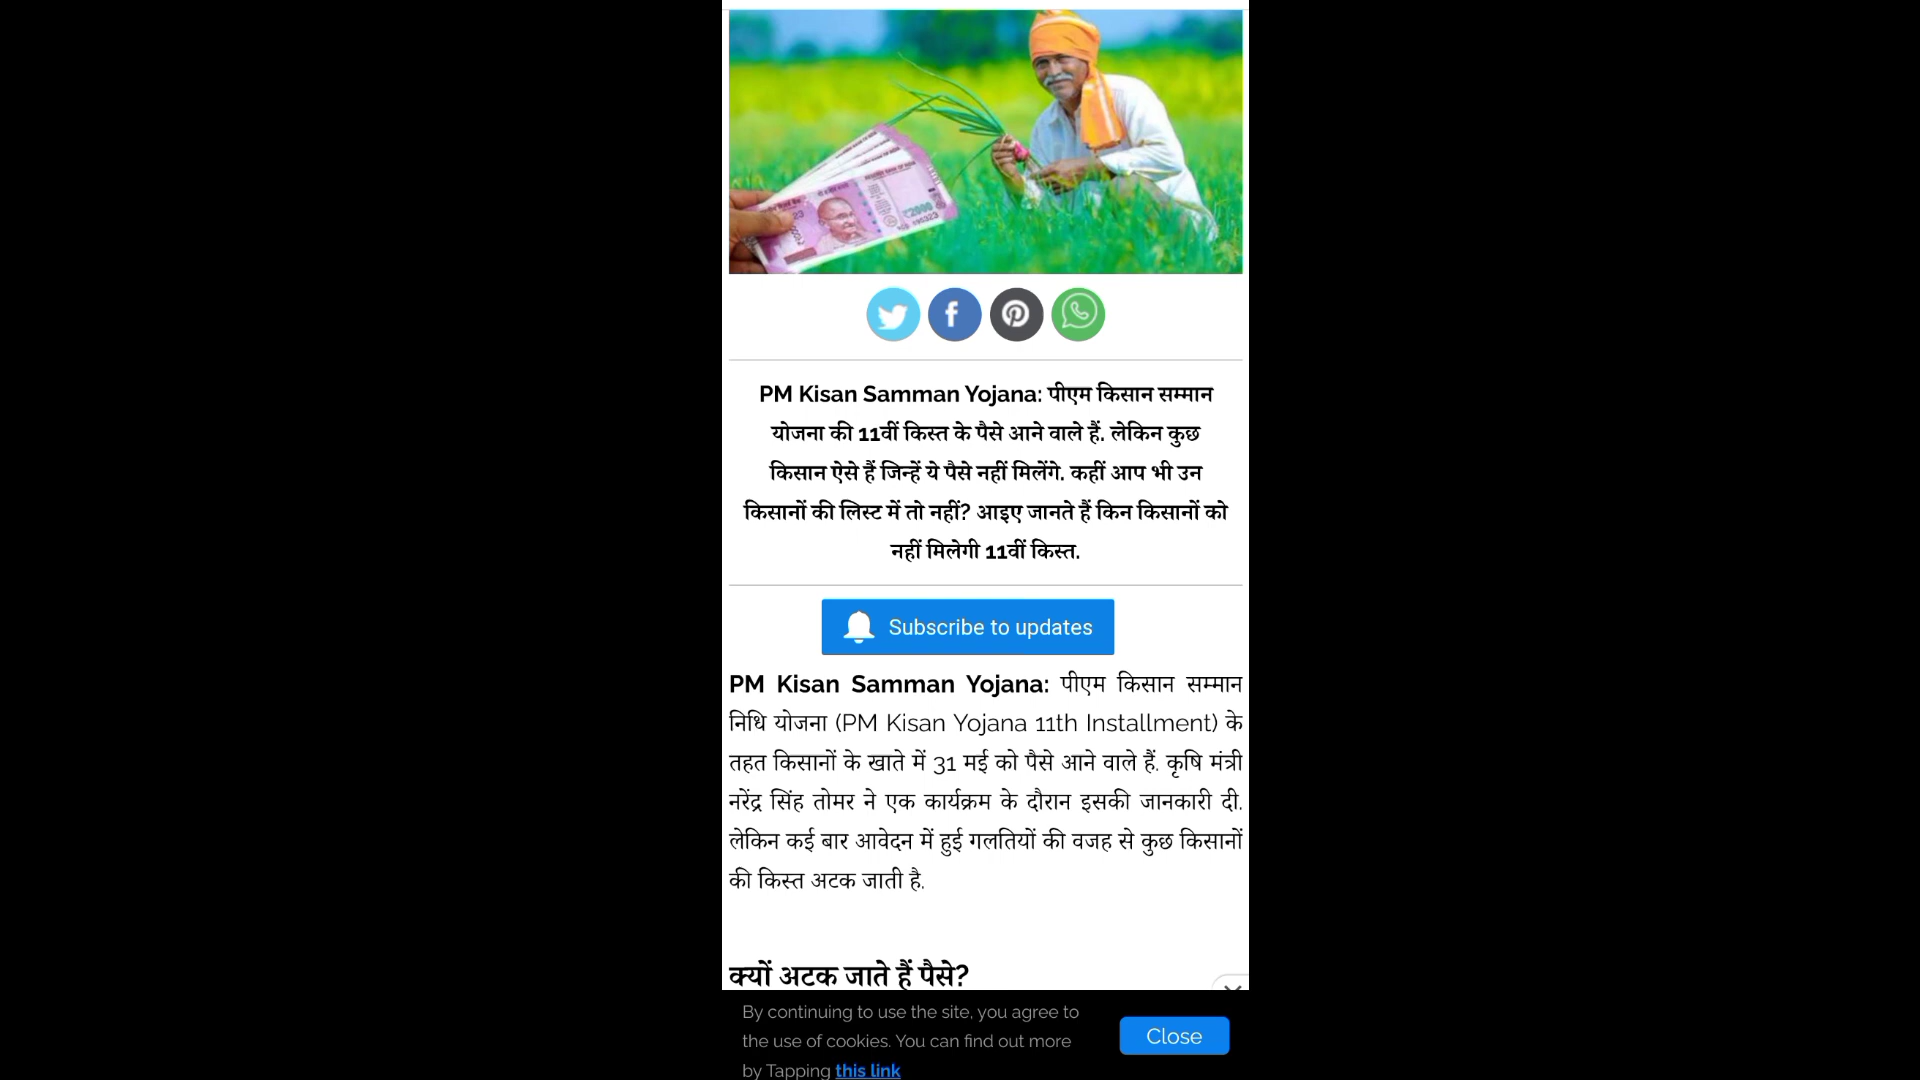 ₹2000
195323
PM Kisan Samman Yojana: पीएम किसान सम्मान
योजना की 11वीं किस्त के पैसे आने वाले हैं. लेकिन कुछ
किसान ऐसे हैं जिन्हें ये पैसे नहीं मिलेंगे. कहीं आप भी उन
किसानों की लिस्ट में तो नहीं? आइए जानते हैं किन किसानों को
नहीं मिलेगी 11वीं किस्त.
Subscribe to updates
PM Kisan Samman Yojana: पीएम किसान सम्मान
निधि योजना (PM Kisan Yojana 11th Installment) के
तहत किसानों के खाते में 31 मई को पैसे आने वाले हैं. कृषि मंत्री
नरेंद्र सिंह तोमर ने एक कार्यक्रम के दौरान इसकी जानकारी दी.
लेकिन कई बार आवेदन में हुई गलतियों की वजह से कुछ किसानों
की किस्त अटक जाती है.
क्यों अटक जाते हैं पैसे?
By continuing to use the site, you agree to
the use of cookies. You can find out more
by Tapping this link
Close